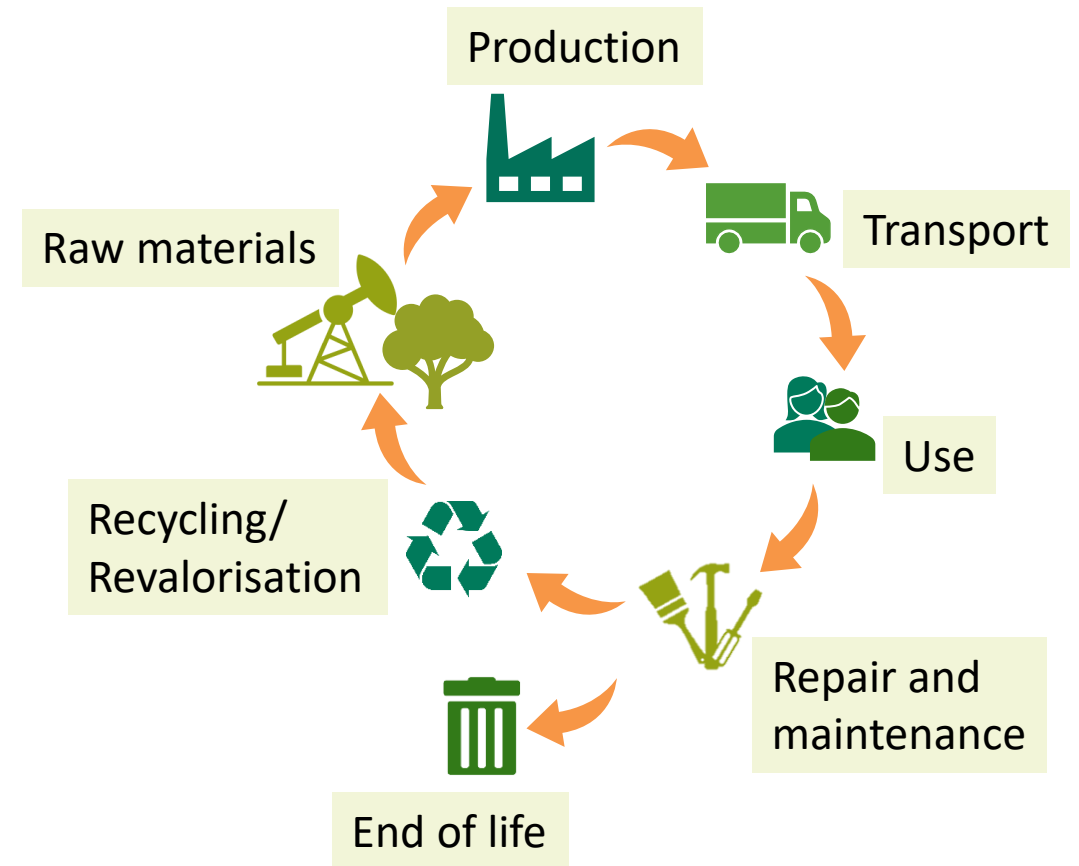 Production
Transport
Raw materials
Use
Recycling/
Revalorisation
Repair and
maintenance
End of life